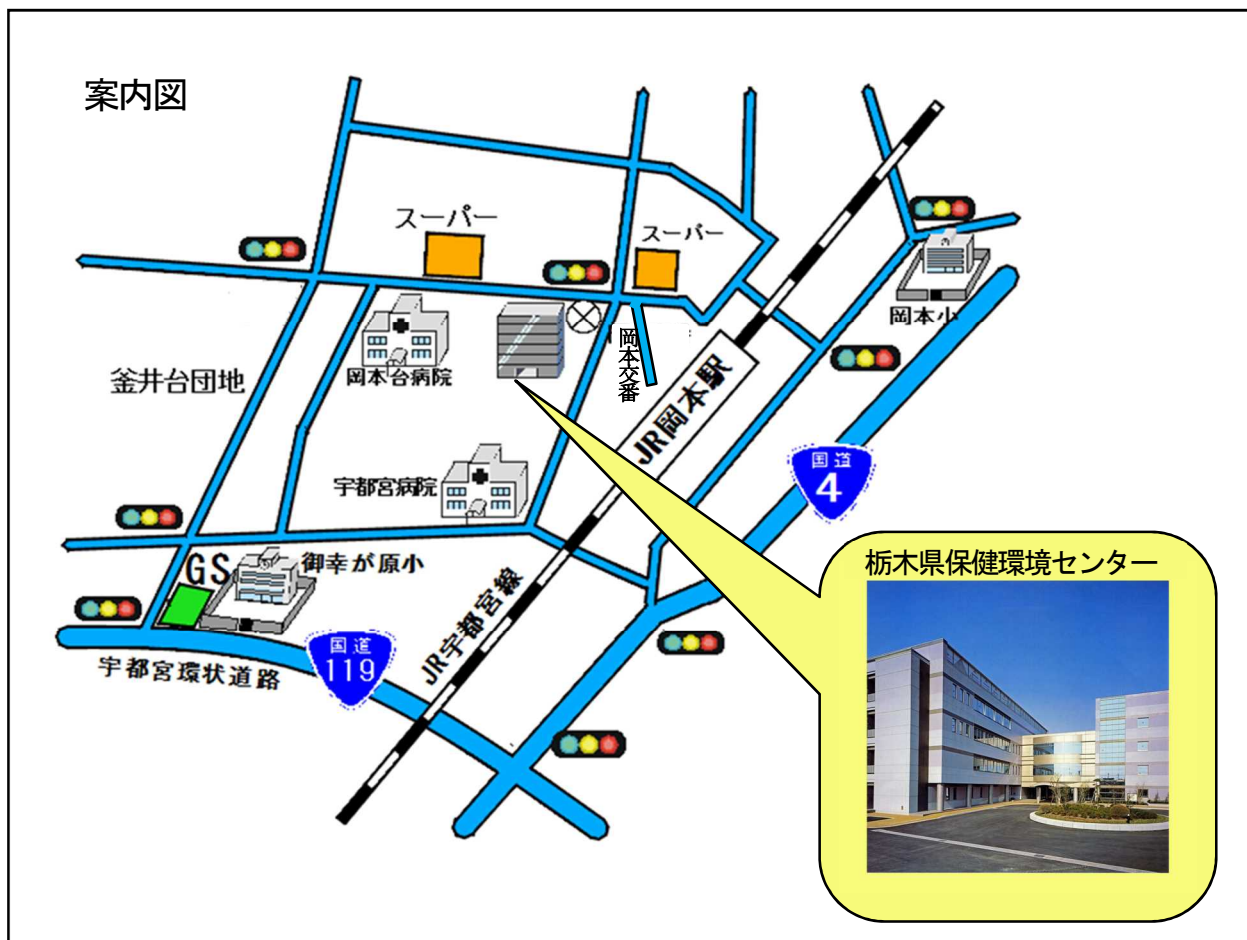 案内図
スーパー
スーパー
岡本小
岡本台病院
岡本交番
釜井台団地
JR岡本駅
国道
4
宇都宮病院
栃木県保健環境センター
GS
御幸が原小
JR宇都宮線
国道
119
宇都宮環状道路